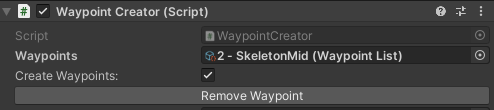 Waypoint Creator (Script)
Script WaypointCreator
Waypoints 2 - SkeletonMid (Waypoint List)
Create Waypoints:
Remove Waypoint